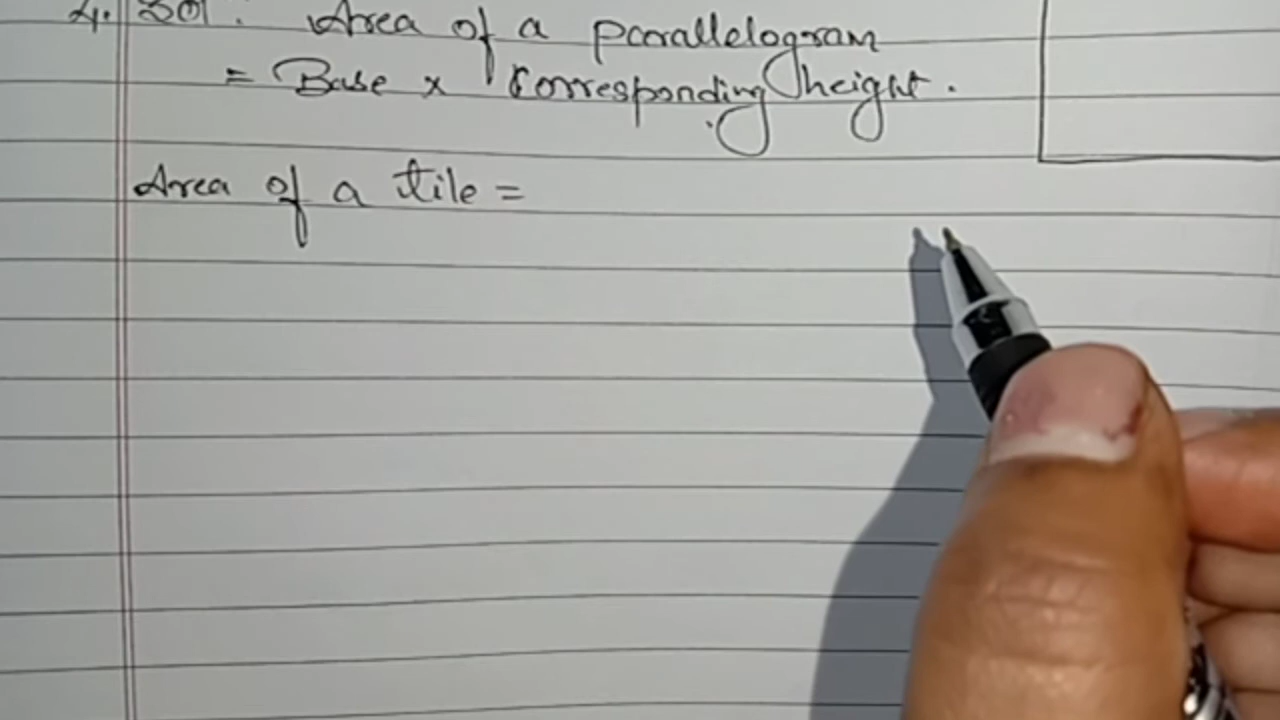 4. Sol. Area of a parallelogram
= Base × Corresponding height.
Area of a tile =